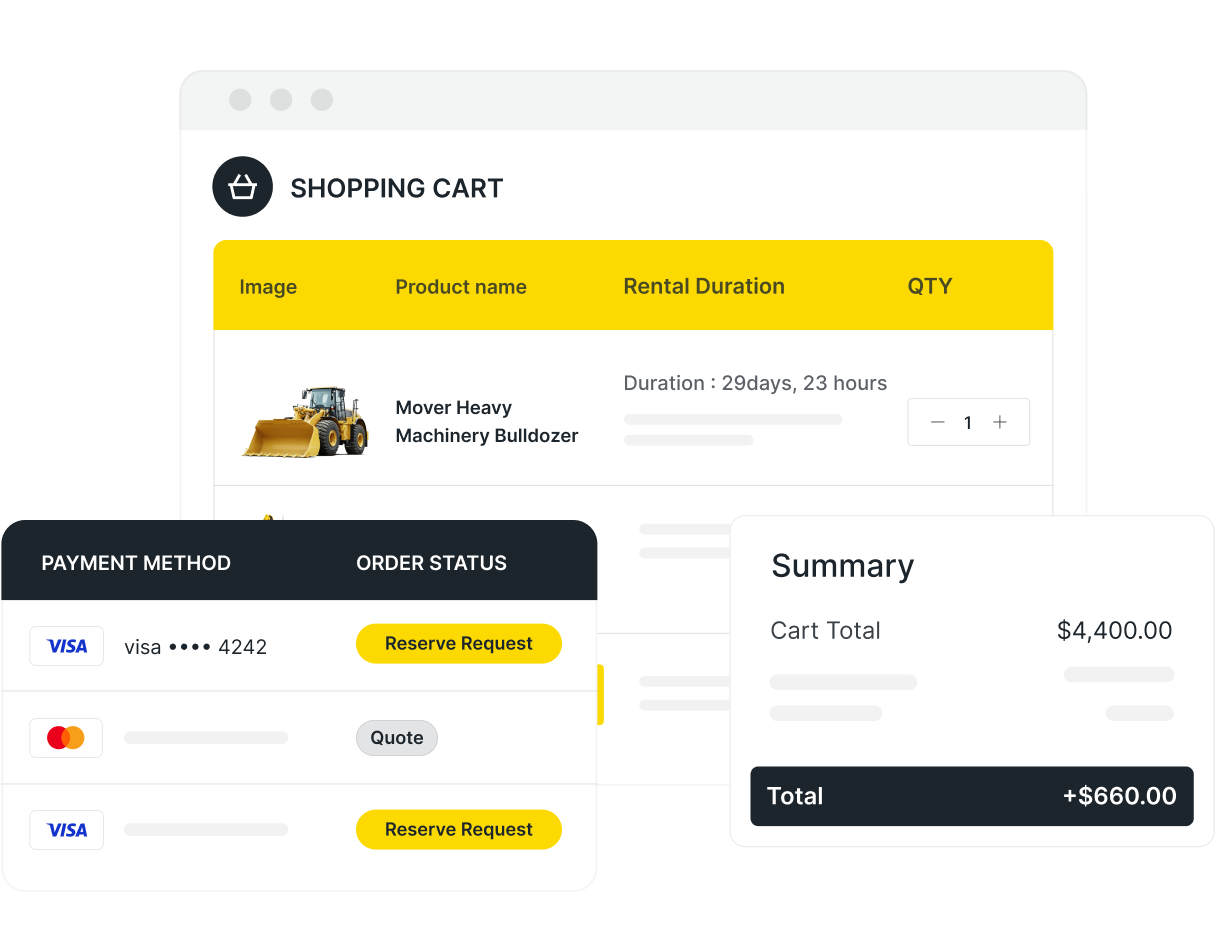 SHOPPING CART
Image Product name Rental Duration QTY
Duration : 29days, 23 hours
Mover Heavy
Machinery Bulldozer
1
PAYMENT METHOD ORDER STATUS
VISA visa •••• 4242 Reserve Request
Quote
VISA Reserve Request
Summary
Cart Total $4,400.00
Total +$660.00